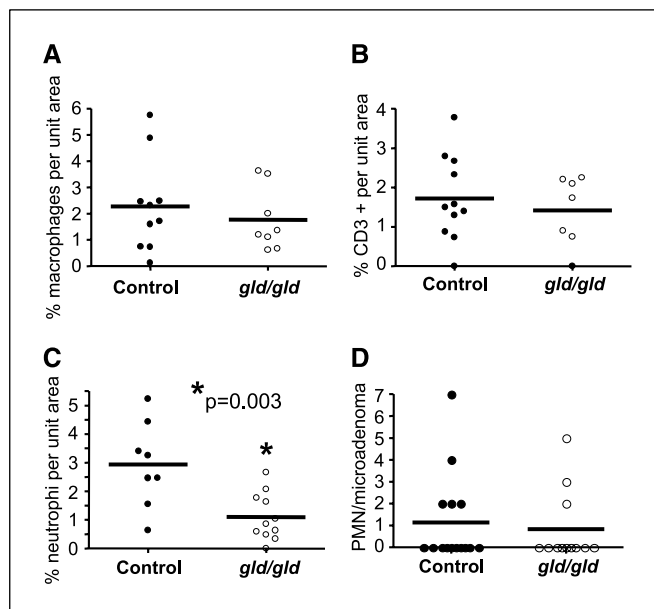 A
% macrophages per unit area
6
5
4
3
2
1
0
Control
gld/gld
B
% CD3 + per unit area
4
3
2
1
0
Control
gld/gld
C
% neutrophi per unit area
5
4
3
2
1
0
* p=0.003
*
Control
gld/gld
D
PMN/microadenoma
7
6
5
4
3
2
1
0
Control
gld/gld